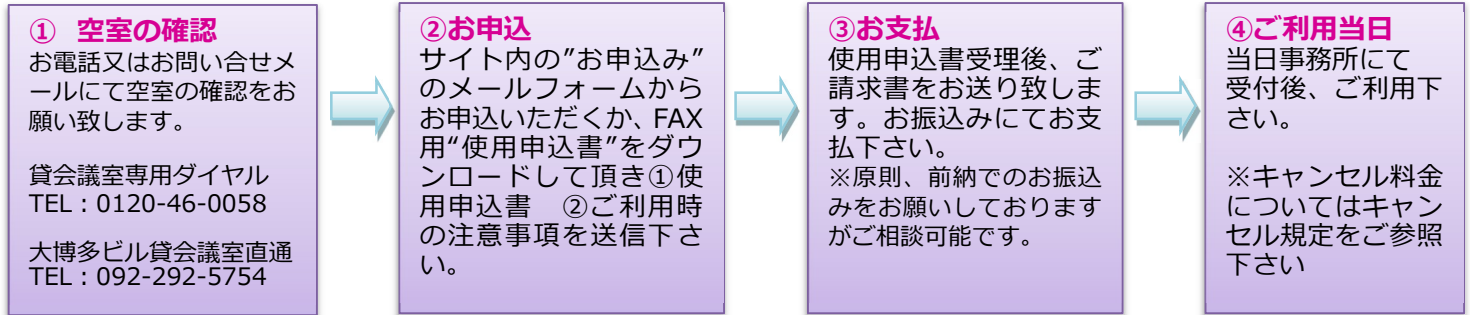 ① 空室の確認
お電話又はお問い合せメ
ールにて空室の確認をお
願い致します。
貸会議室専用ダイヤル
TEL：0120-46-0058
大博多ビル貸会議室直通
TEL：092-292-5754
②お申込
サイト内の”お申込み”
のメールフォームから
お申込いただくか、FAX
用“使用申込書”をダウ
ンロードして頂き①使
用申込書　②ご利用時
の注意事項を送信下さ
い。
③お支払
使用申込書受理後、ご
請求書をお送り致しま
す。お振込みにてお支
払下さい。
※原則、前納でのお振込
みをお願いしております
がご相談可能です。
④ご利用当日
当日事務所にて
受付後、ご利用下
さい。
※キャンセル料金
についてはキャン
セル規定をご参照
下さい